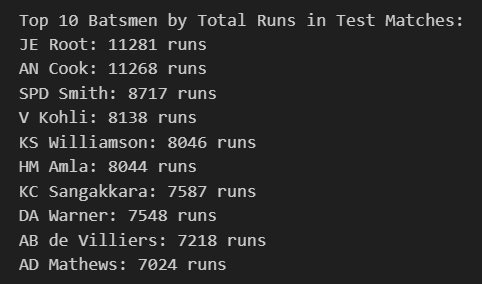 Top 10 Batsmen by Total Runs in Test Matches:
JE Root: 11281 runs
AN Cook: 11268 runs
SPD Smith: 8717 runs
V Kohli: 8138 runs
KS Williamson: 8046 runs
HM Amla: 8044 runs
KC Sangakkara: 7587 runs
DA Warner: 7548 runs
AB de Villiers: 7218 runs
AD Mathews: 7024 runs